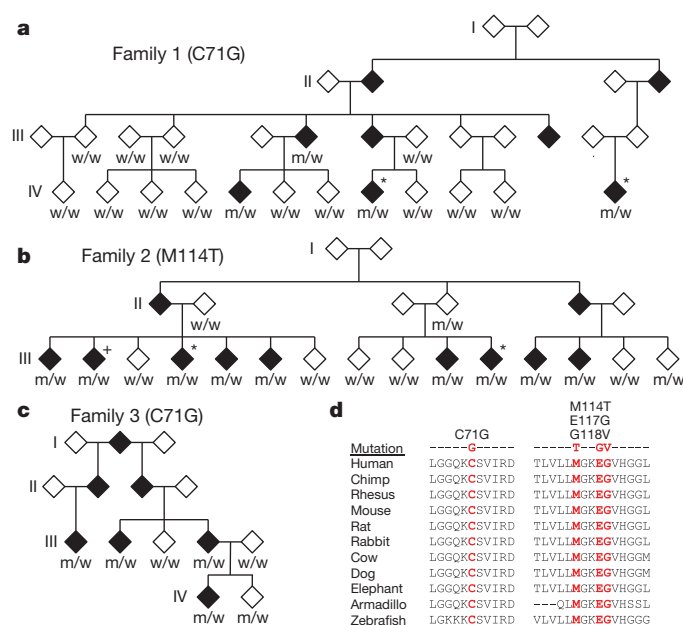 a
I
Family 1 (C71G)
II
III
w/w w/w w/w m/w w/w
IV * *
w/w w/w w/w w/w m/w w/w w/w m/w w/w w/w w/w m/w
b
Family 2 (M114T)
I
II
w/w m/w
III + * *
m/w m/w w/w m/w m/w m/w w/w w/w w/w m/w m/w m/w m/w w/w m/w
c
Family 3 (C71G)
I
II
III
m/w m/w w/w m/w w/w
IV
m/w w/w
d
M114T
E117G
C71G G118V
Mutation -----G----- -----T--GV------
Human LGGQKCSVIRD TLVLLMGKEGVHGGL
Chimp LGGQKCSVIRD TLVLLMGKEGVHGGL
Rhesus LGGQKCSVIRD TLVLLMGKEGVHGGL
Mouse LGGQKCSVIRD TLVLLMGKEGVHGGL
Rat LGGQKCSVIRD TLVLLMGKEGVHGGL
Rabbit LGGQKCSVIRD TLVLLMGKEGVHGGL
Cow LGGQKCSVIRD TLVLLMGKEGVHGGM
Dog LGGQKCSVIRD TLVLLMGKEGVHGGM
Elephant LGGQKCSVIRD TLVLLMGKEGVHGGL
Armadillo LGGQKCSVIRD ---QLMGKEGVHSSL
Zebrafish LGKKKCSVIRD VLVLLMGKEGVHGGG